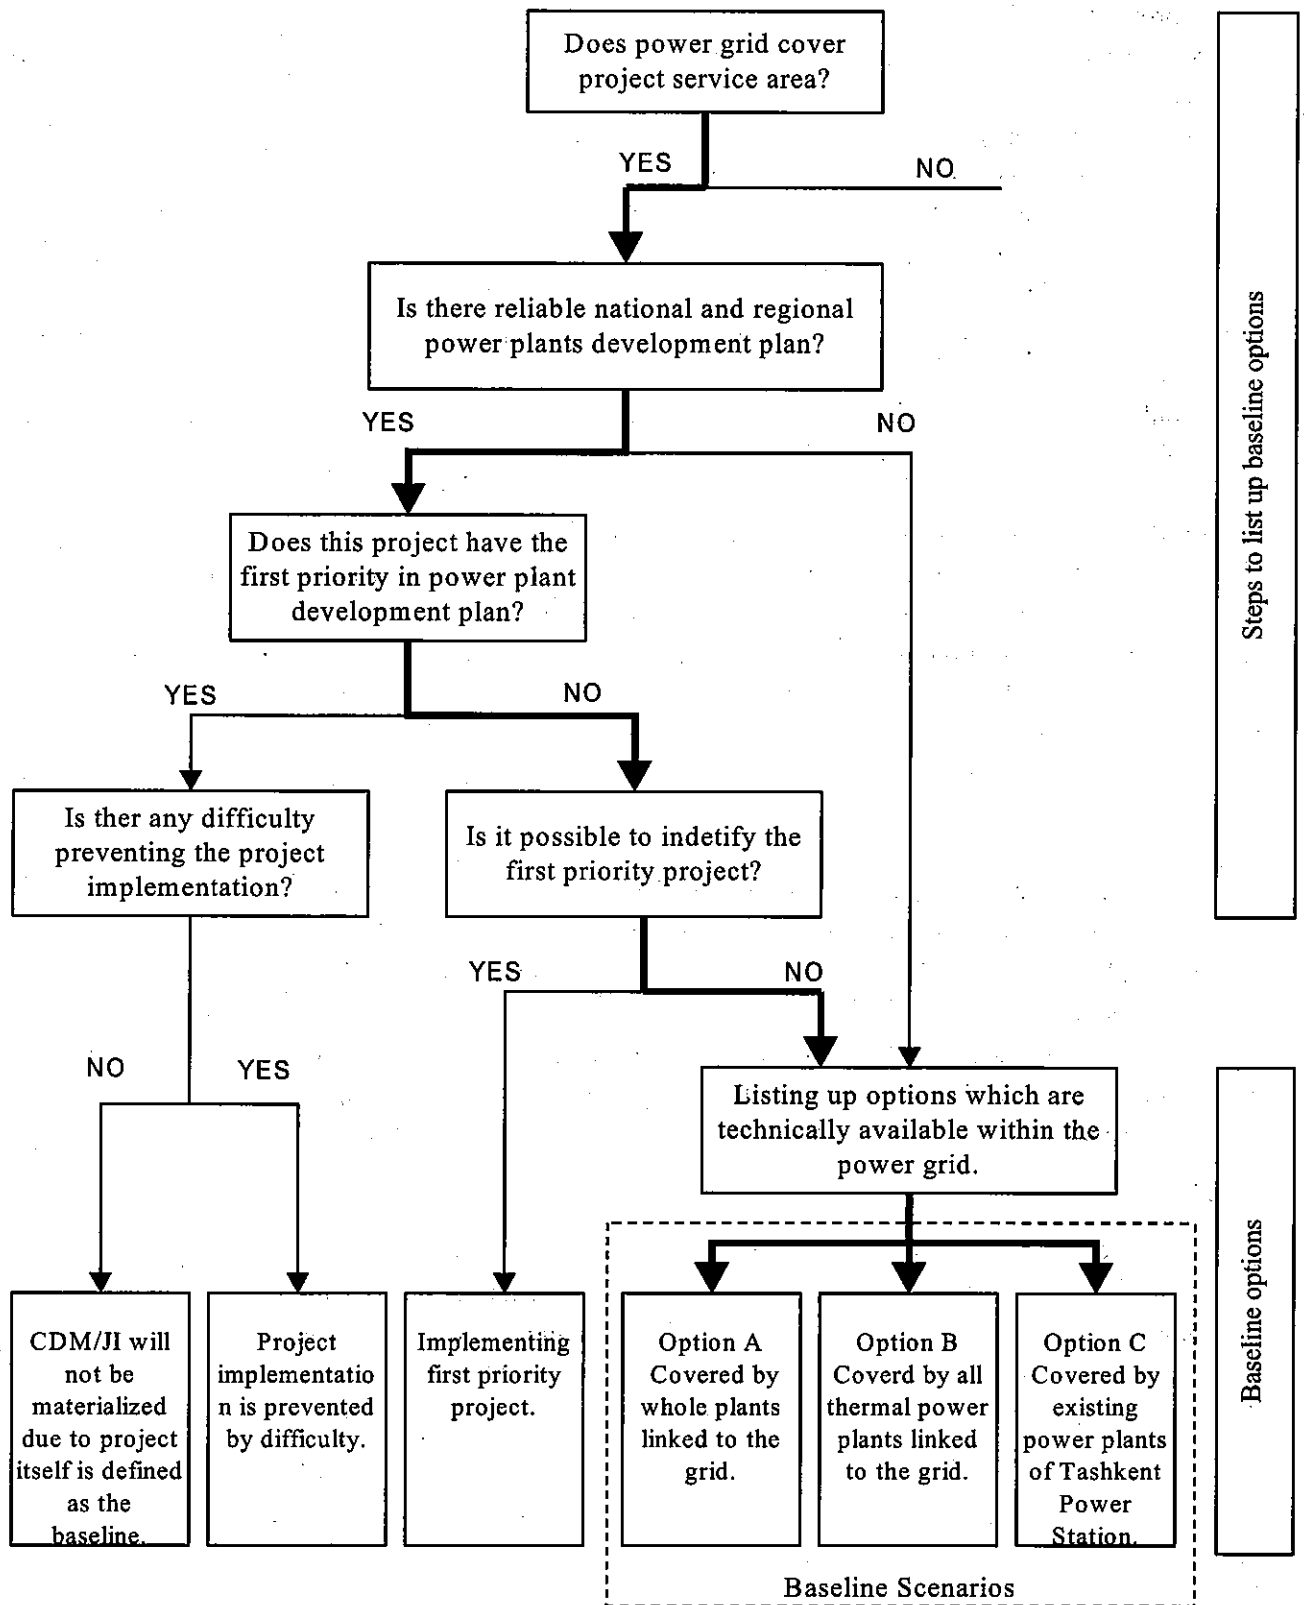 Does power grid cover
project service area?
YES
NO
Is there reliable national and regional
power plants development plan?
YES
NO
Does this project have the
first priority in power plant
development plan?
YES
NO
Is ther any difficulty
preventing the project
implementation?
Is it possible to indetify the
first priority project?
YES
NO
NO
YES
Listing up options which are
technically available within the
power grid.
CDM/JI will
not be
materialized
due to project
itself is defined
as the
baseline.
Project
implementatio
n is prevented
by difficulty.
Implementing
first priority
project.
Option A
Covered by
whole plants
linked to the
grid.
Option B
Coverd by all
thermal power
plants linked
to the grid.
Option C
Covered by
existing
power plants
of Tashkent
Power
Station.
Baseline Scenarios
Steps to list up baseline options
Baseline options